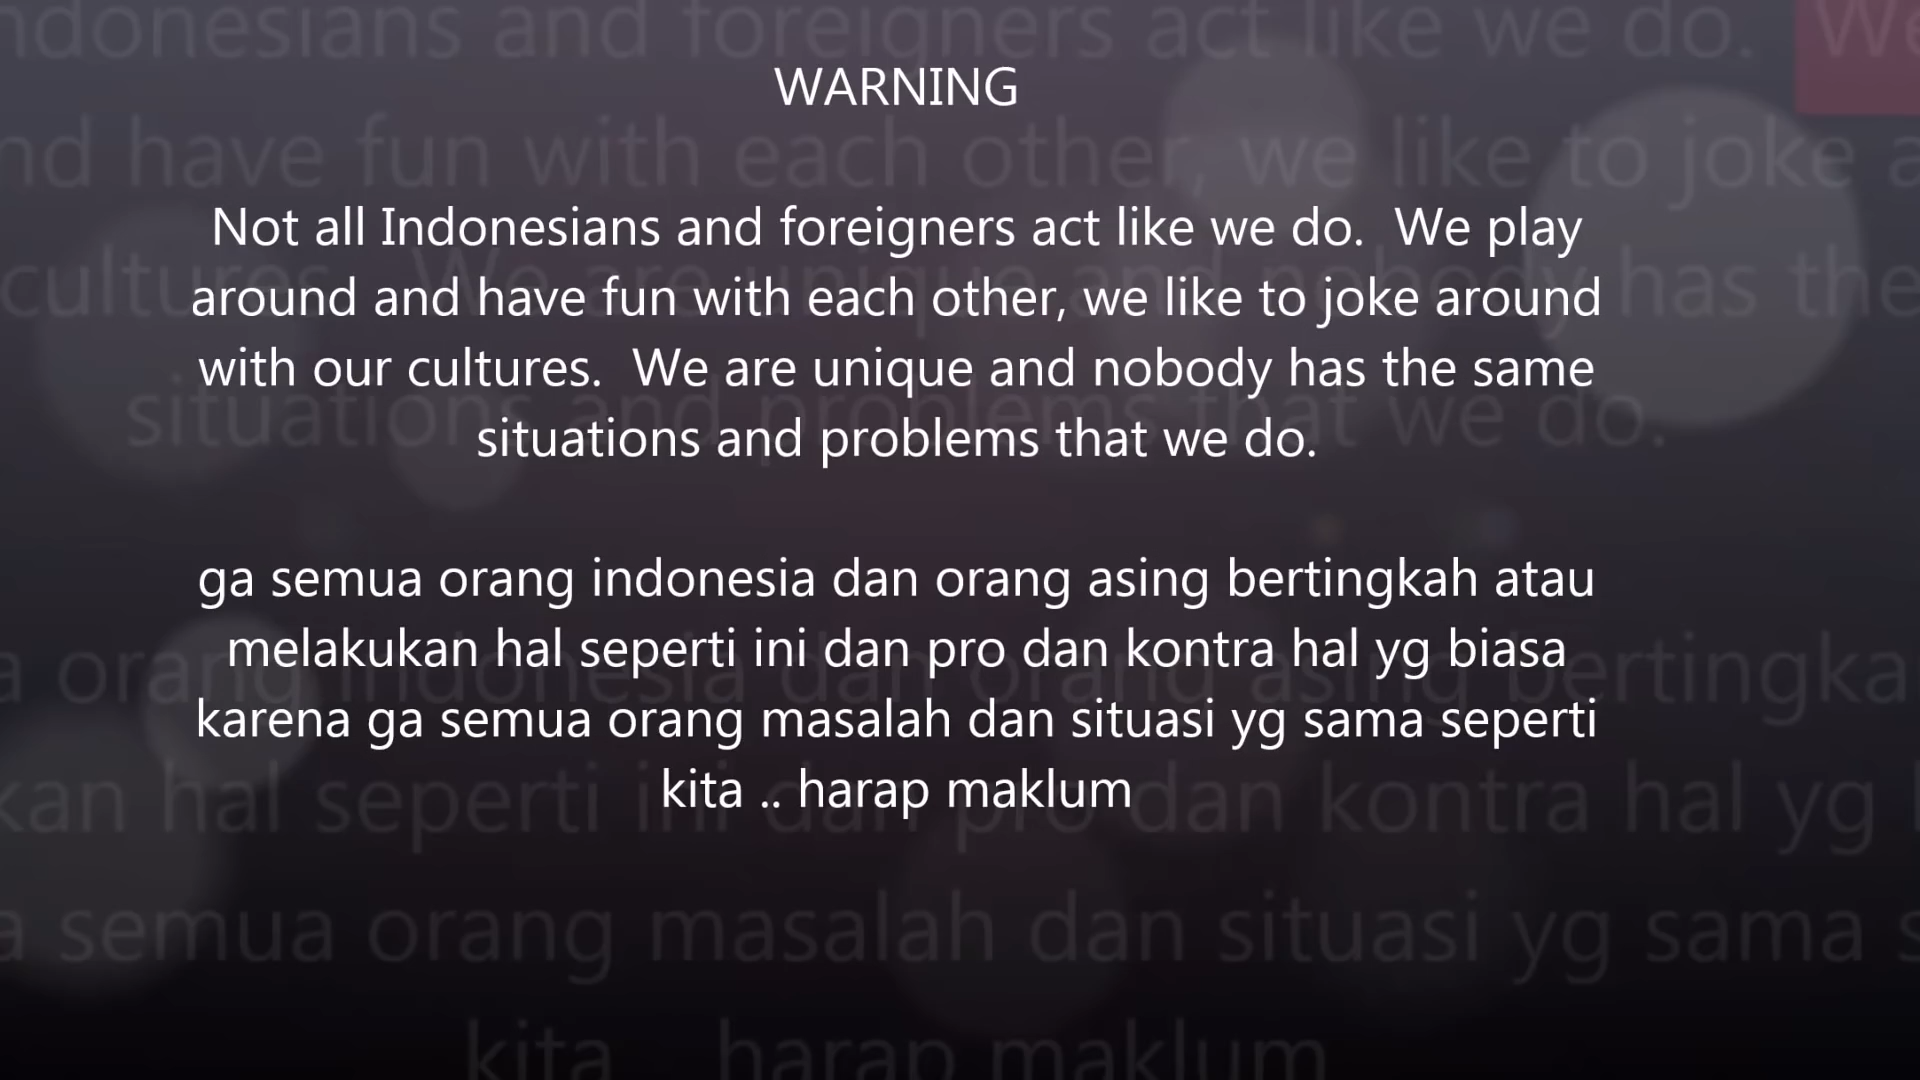 WARNING
Not all Indonesians and foreigners act like we do.  We play
around and have fun with each other, we like to joke around
with our cultures.  We are unique and nobody has the same
situations and problems that we do.
ga semua orang indonesia dan orang asing bertingkah atau
melakukan hal seperti ini dan pro dan kontra hal yg biasa
karena ga semua orang masalah dan situasi yg sama seperti
kita .. harap maklum